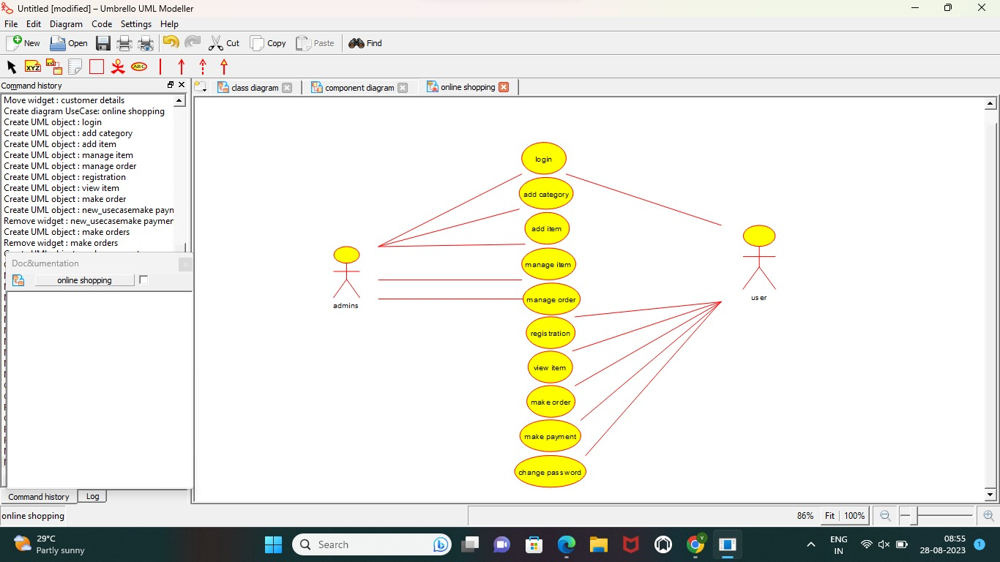 Untitled [modified] – Umbrello UML Modeller
File Edit Diagram Code Settings Help
New Open Cut Copy Paste Find
XYZ XYZ ABC
Command history
class diagram component diagram online shopping
Move widget : customer details
Create diagram UseCase: online shopping
Create UML object : login
Create UML object : add category
Create UML object : add item
Create UML object : manage item
Create UML object : manage order
Create UML object : registration
Create UML object : view item
Create UML object : make order
Create UML object : new_usecasemake payn
Remove widget : new_usecasemake paymer
Create UML object : make orders
Remove widget : make orders
Doc&umentation
online shopping
login
add category
add item
manage item
manage order
registration
view item
make order
make payment
change password
admins
user
Command history Log
online shopping 86% Fit 100%
29°C
Partly sunny
Search
V
ENG
IN
08:55
28-08-2023
1